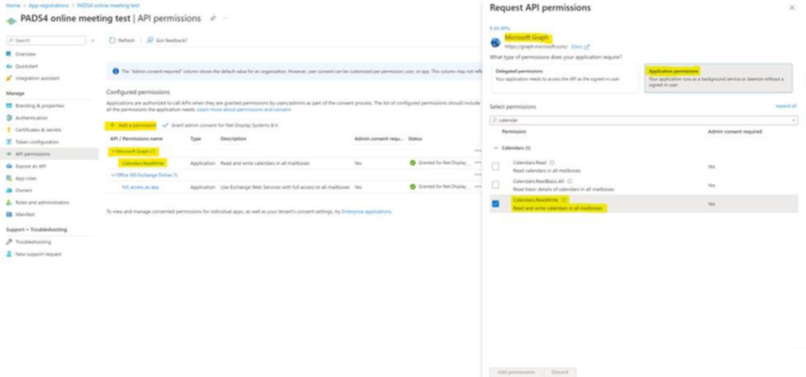 Home > App registrations > PADS4 online meeting test
PADS4 online meeting test | API permissions
Search
Overview
Quickstart
Integration assistant
Manage
Branding & properties
Authentication
Certificates & secrets
Token configuration
API permissions
Expose an API
App roles
Owners
Roles and administrators
Manifest
Support + Troubleshooting
Troubleshooting
New support request
Refresh
Got feedback?
The "Admin consent required" column shows the default value for an organization. However, user consent can be customized per permission, user, or app. This column may not refl
Configured permissions
Applications are authorized to call APIs when they are granted permissions by users/admins as part of the consent process. The list of configured permissions should include
all the permissions the application needs. Learn more about permissions and consent
Add a permission
Grant admin consent for Net Display Systems B.V.
API / Permissions name Type Description Admin consent requ... Status
Microsoft Graph (1)
Calendars.ReadWrite Application Read and write calendars in all mailboxes Yes Granted for Net Display
Office 365 Exchange Online (1)
full_access_as_app Application Use Exchange Web Services with full access to all mailboxes Yes Granted for Net Display
To view and manage consented permissions for individual apps, as well as your tenant's consent settings, try Enterprise applications.
Request API permissions
All APIs
Microsoft Graph
https://graph.microsoft.com/ Docs
What type of permissions does your application require?
Delegated permissions
Your application needs to access the API as the signed-in user.
Application permissions
Your application runs as a background service or daemon without a
signed-in user.
Select permissions
expand all
calendar
Permission Admin consent required
Calendars (1)
Calendars.Read
Read calendars in all mailboxes
Yes
Calendars.ReadBasic.All
Read basic details of calendars in all mailboxes
Yes
Calendars.ReadWrite
Read and write calendars in all mailboxes
Yes
Add permissions
Discard